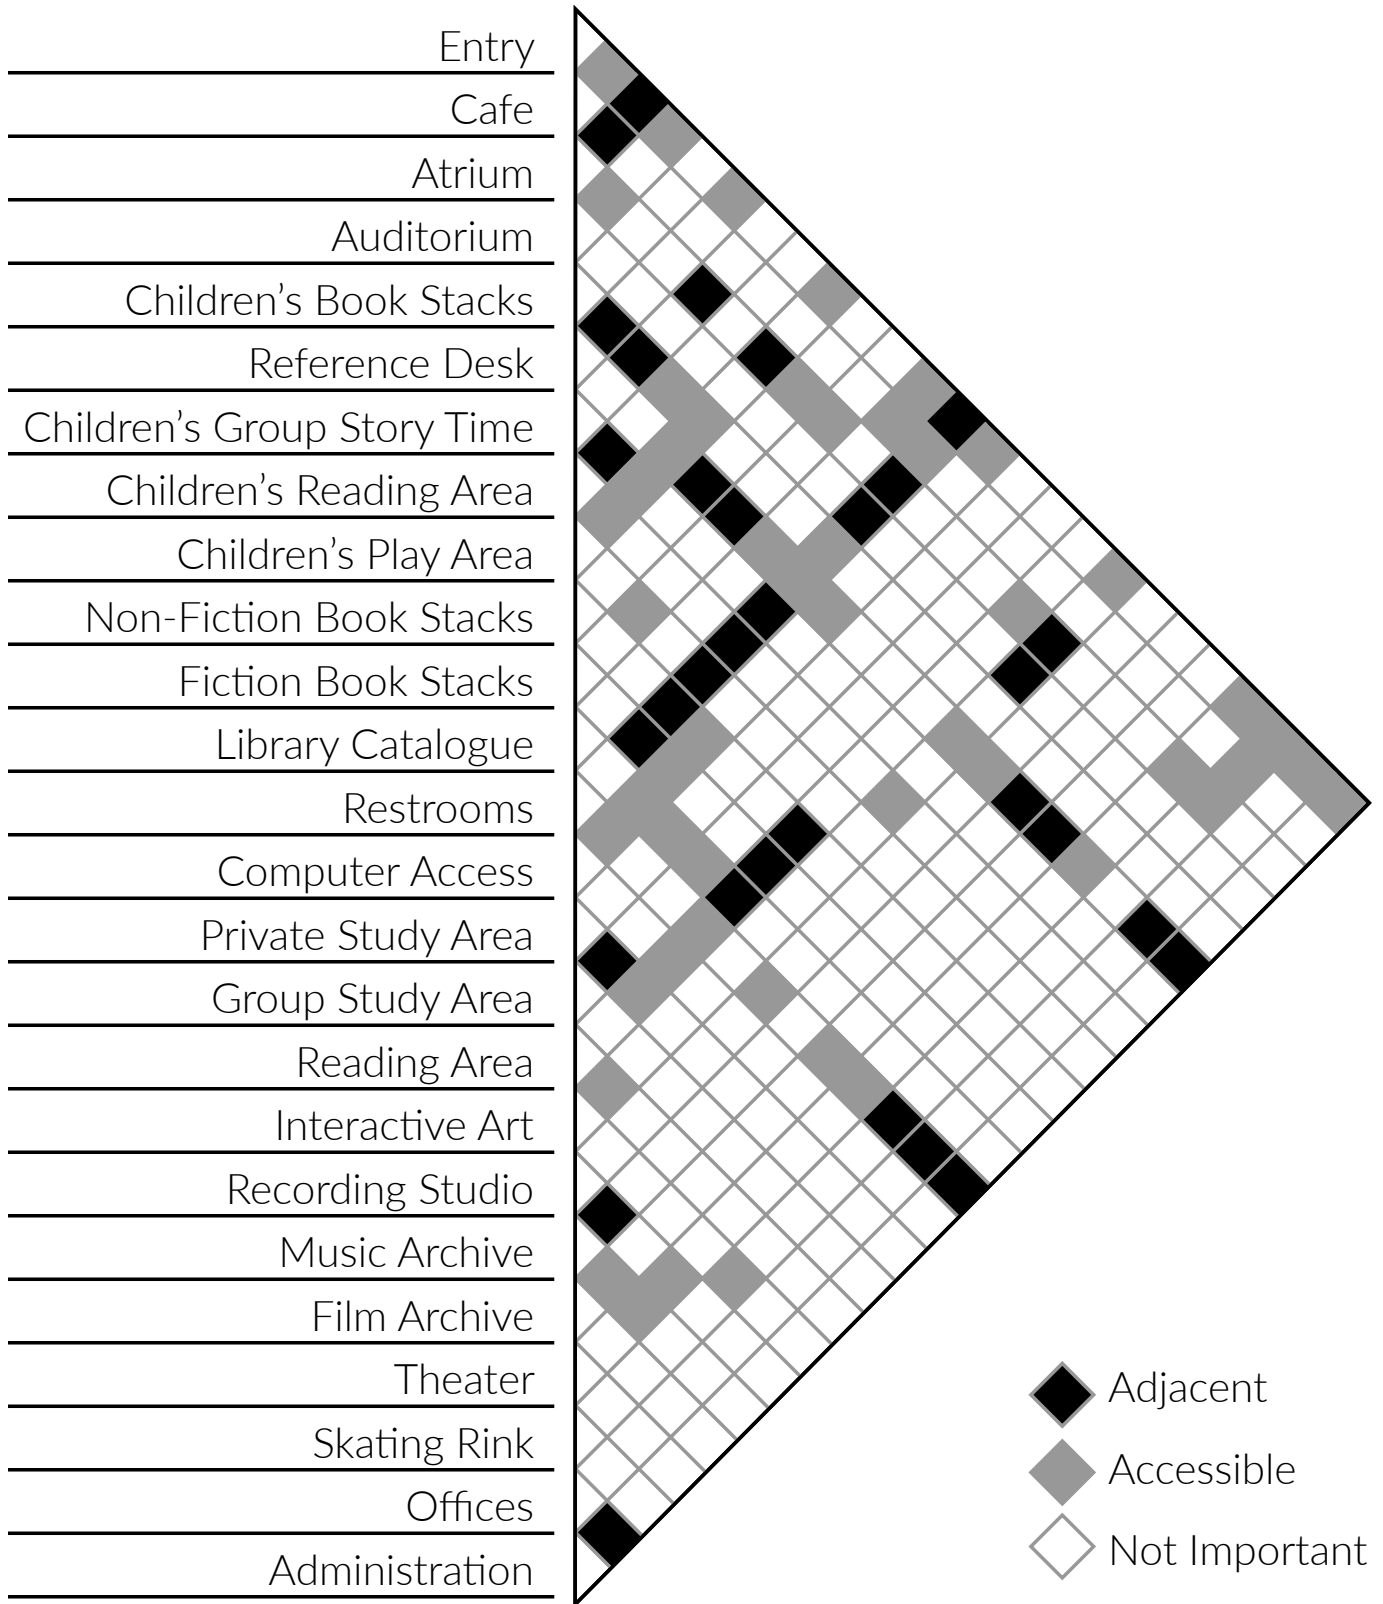 Entry
Cafe
Atrium
Auditorium
Children’s Book Stacks
Reference Desk
Children’s Group Story Time
Children’s Reading Area
Children’s Play Area
Non-Fiction Book Stacks
Fiction Book Stacks
Library Catalogue
Restrooms
Computer Access
Private Study Area
Group Study Area
Reading Area
Interactive Art
Recording Studio
Music Archive
Film Archive
Theater
Skating Rink
Offices
Administration
Adjacent
Accessible
Not Important